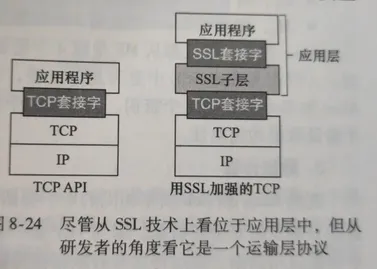 应用程序
TCP套接字
TCP
IP
TCP API
应用程序
SSL套接字
SSL子层
TCP套接字
TCP
IP
用SSL加强的TCP
应用层
8-24 尽管从 SSL 技术上看位于应用层中，但从
研发者的角度看它是一个运输层协议